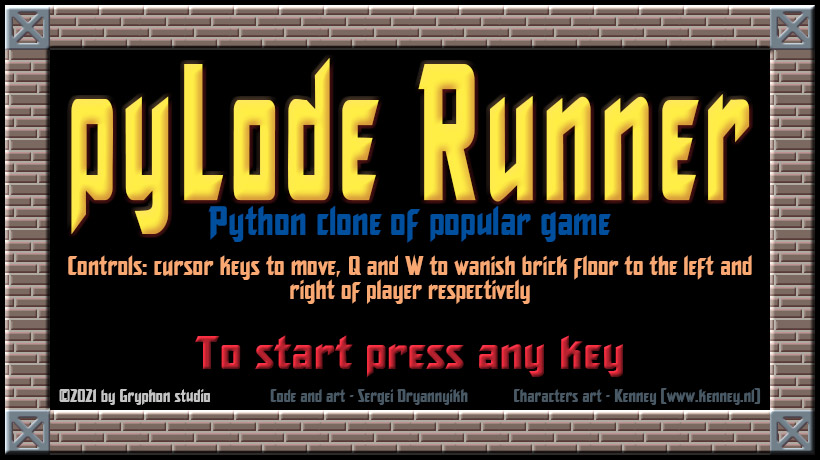 pyLode Runner
Python clone of popular game
Controls: cursor keys to move, Q and W to wanish brick floor to the left and
right of player respectively
To start press any key
©2021 by Gryphon studio
Code and art - Sergei Dryannyikh
Characters art - Kenney [www.kenney.nl]